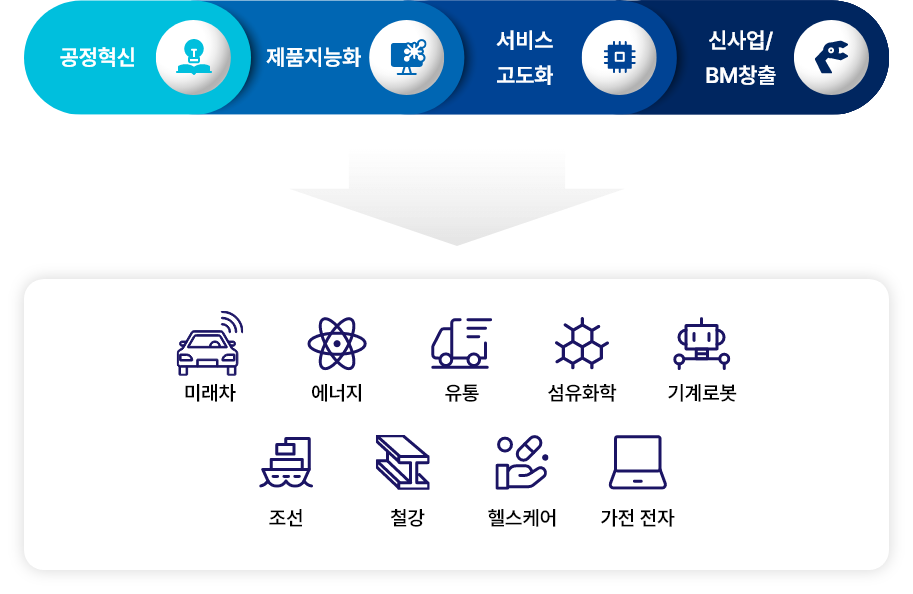 공정혁신
제품지능화
서비스
고도화
신사업/
BM창출
미래차
에너지
유통
섬유화학
기계로봇
조선
철강
헬스케어
가전 전자